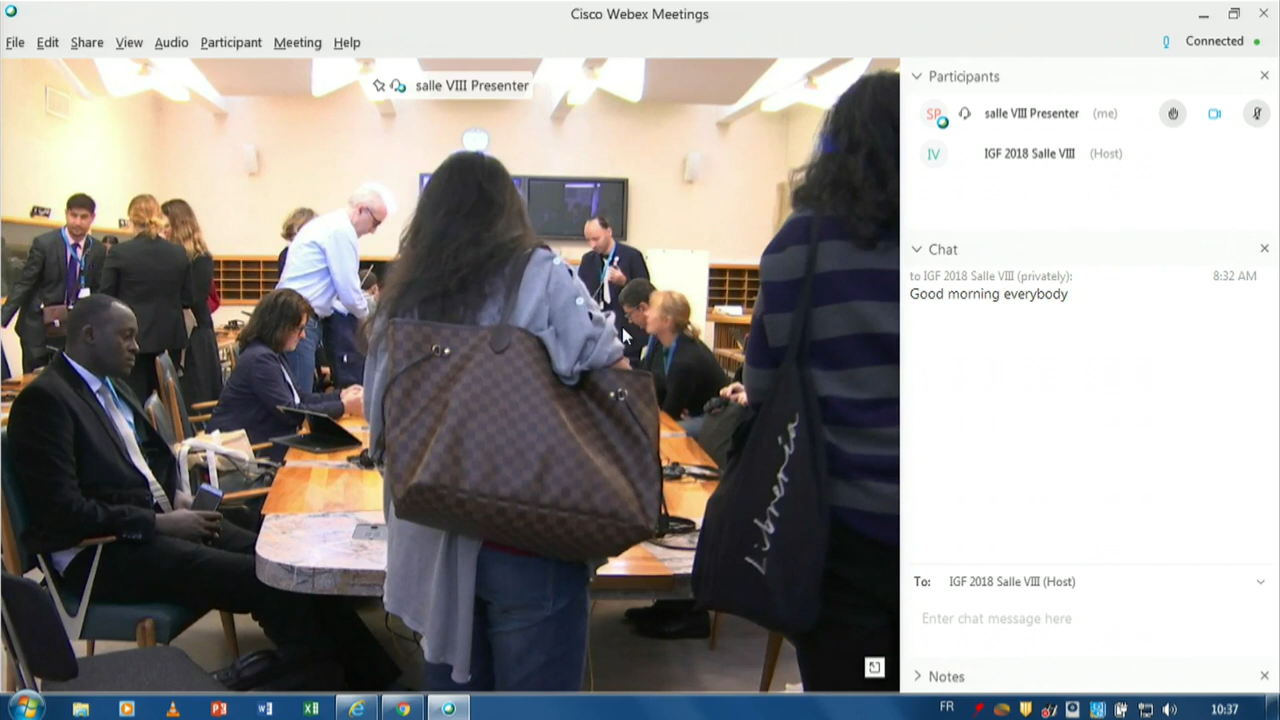 Cisco Webex Meetings
File Edit Share View Audio Participant Meeting Help
Connected
salle VIII Presenter
Participants
SP salle VIII Presenter (me)
IV IGF 2018 Salle VIII (Host)
Chat
to IGF 2018 Salle VIII (privately): 8:32 AM
Good morning everybody
Libreria
To: IGF 2018 Salle VIII (Host)
Enter chat message here
Notes
FR 10:37